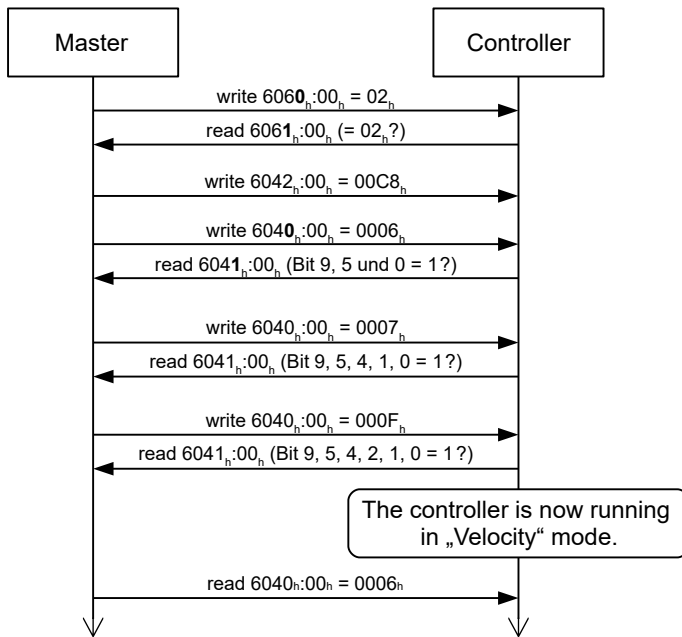 Master
Controller
write 6060ₕ:00ₕ = 02ₕ
read 6061ₕ:00ₕ (= 02ₕ?)
write 6042ₕ:00ₕ = 00C8ₕ
write 6040ₕ:00ₕ = 0006ₕ
read 6041ₕ:00ₕ (Bit 9, 5 und 0 = 1?)
write 6040ₕ:00ₕ = 0007ₕ
read 6041ₕ:00ₕ (Bit 9, 5, 4, 1, 0 = 1?)
write 6040ₕ:00ₕ = 000Fₕ
read 6041ₕ:00ₕ (Bit 9, 5, 4, 2, 1, 0 = 1?)
The controller is now running
in „Velocity“ mode.
read 6040ₕ:00ₕ = 0006ₕ